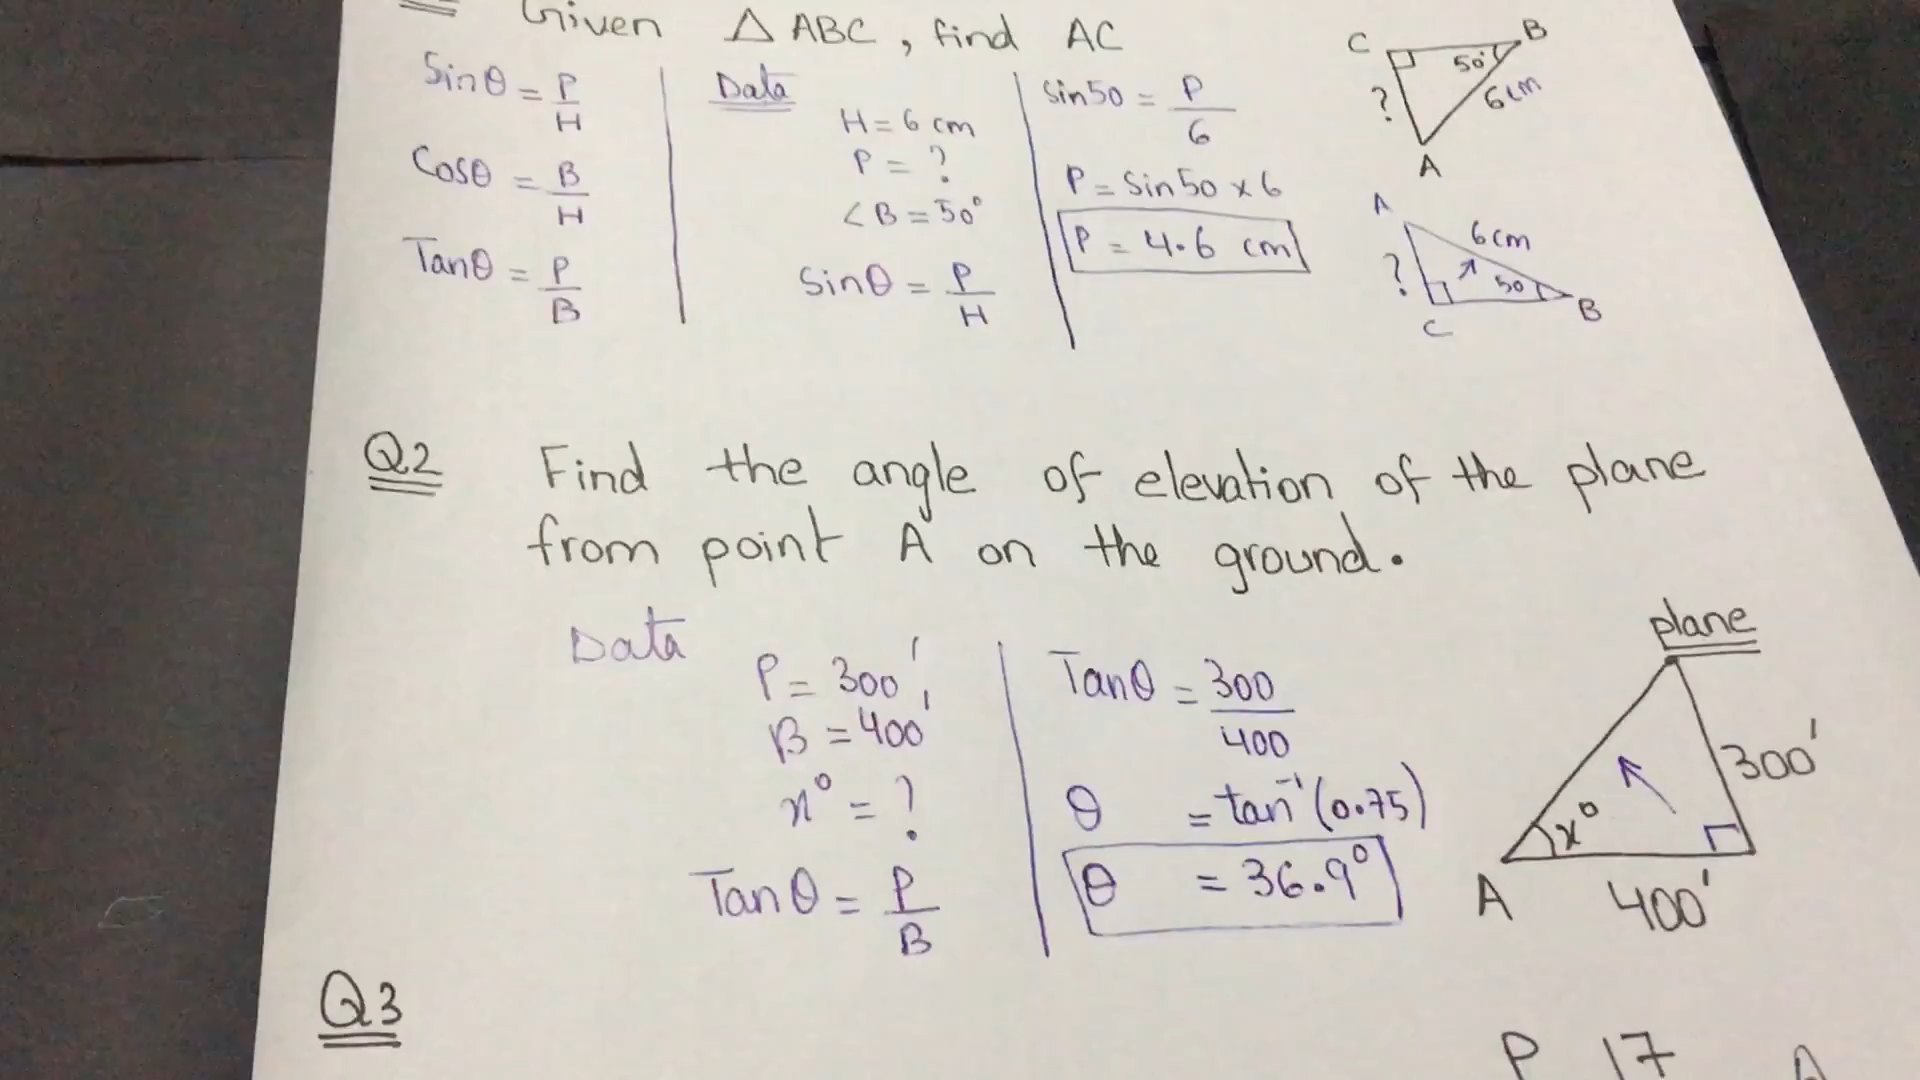 Given △ ABC, find AC
Sinθ = P/H
Cosθ = B/H
Tanθ = P/B
Data
H = 6 cm
P = ?
<B = 50°
Sinθ = P/H
Sin50 = P/6
P = Sin50 x 6
P = 4.6 cm
C B
50°
? 6cm
A
A
6cm
? 50
C B
Q2 Find the angle of elevation of the plane
from point A on the ground.
Data
P = 300'
B = 400'
x° = ?
Tanθ = P/B
Tanθ = 300/400
θ = tan⁻¹(0.75)
θ = 36.9°
plane
300'
x°
A 400'
Q3
P 17